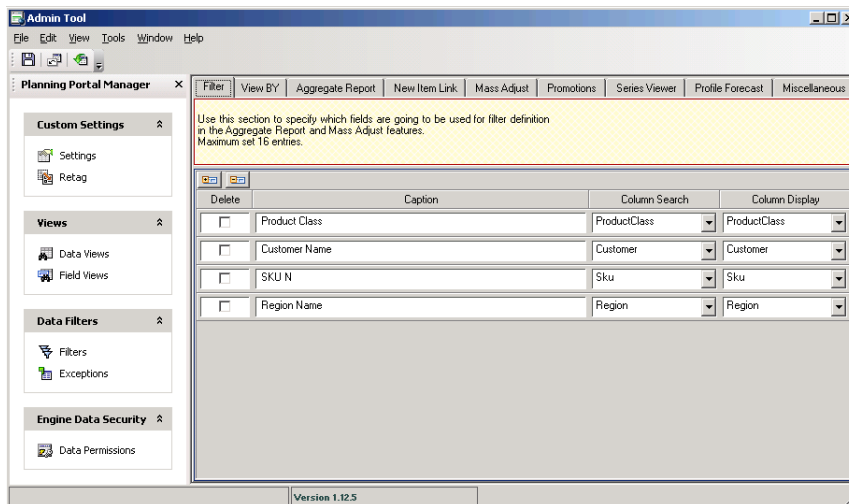 Admin Tool
File Edit View Tools Window Help
Planning Portal Manager
Custom Settings
Settings
Retag
Views
Data Views
Field Views
Data Filters
Filters
Exceptions
Engine Data Security
Data Permissions
Filter View BY Aggregate Report New Item Link Mass Adjust Promotions Series Viewer Profile Forecast Miscellaneous
Use this section to specify which fields are going to be used for filter definition
in the Aggregate Report and Mass Adjust features.
Maximum set 16 entries.
Delete Caption Column Search Column Display
Product Class ProductClass ProductClass
Customer Name Customer Customer
SKU N Sku Sku
Region Name Region Region
Version 1.12.5